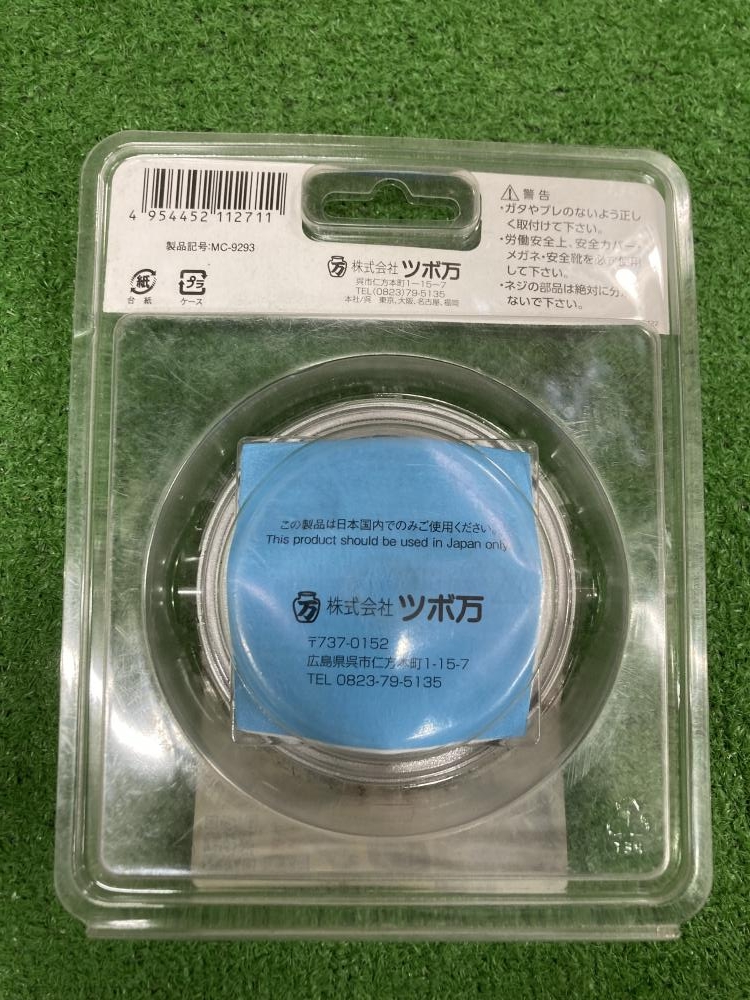 4 954452 112711
製品記号:MC-9293
紙
台 紙
プラ
ケース
万 株式会社 ツボ万
呉市仁方本町1-15-7
TEL(0823)79-5135
本社/呉 東京、大阪、名古屋、福岡
警 告
・ガタやブレのないよう正し
く取付けて下さい。
・労働安全上、安全カバー・
メガネ・安全靴を必ず使用
して下さい。
・ネジの部品は絶対に分
ないで下さい。
この製品は日本国内でのみご使用ください。
This product should be used in Japan only.
万 株式会社 ツボ万
〒737-0152
広島県呉市仁方本町1-15-7
TEL 0823-79-5135